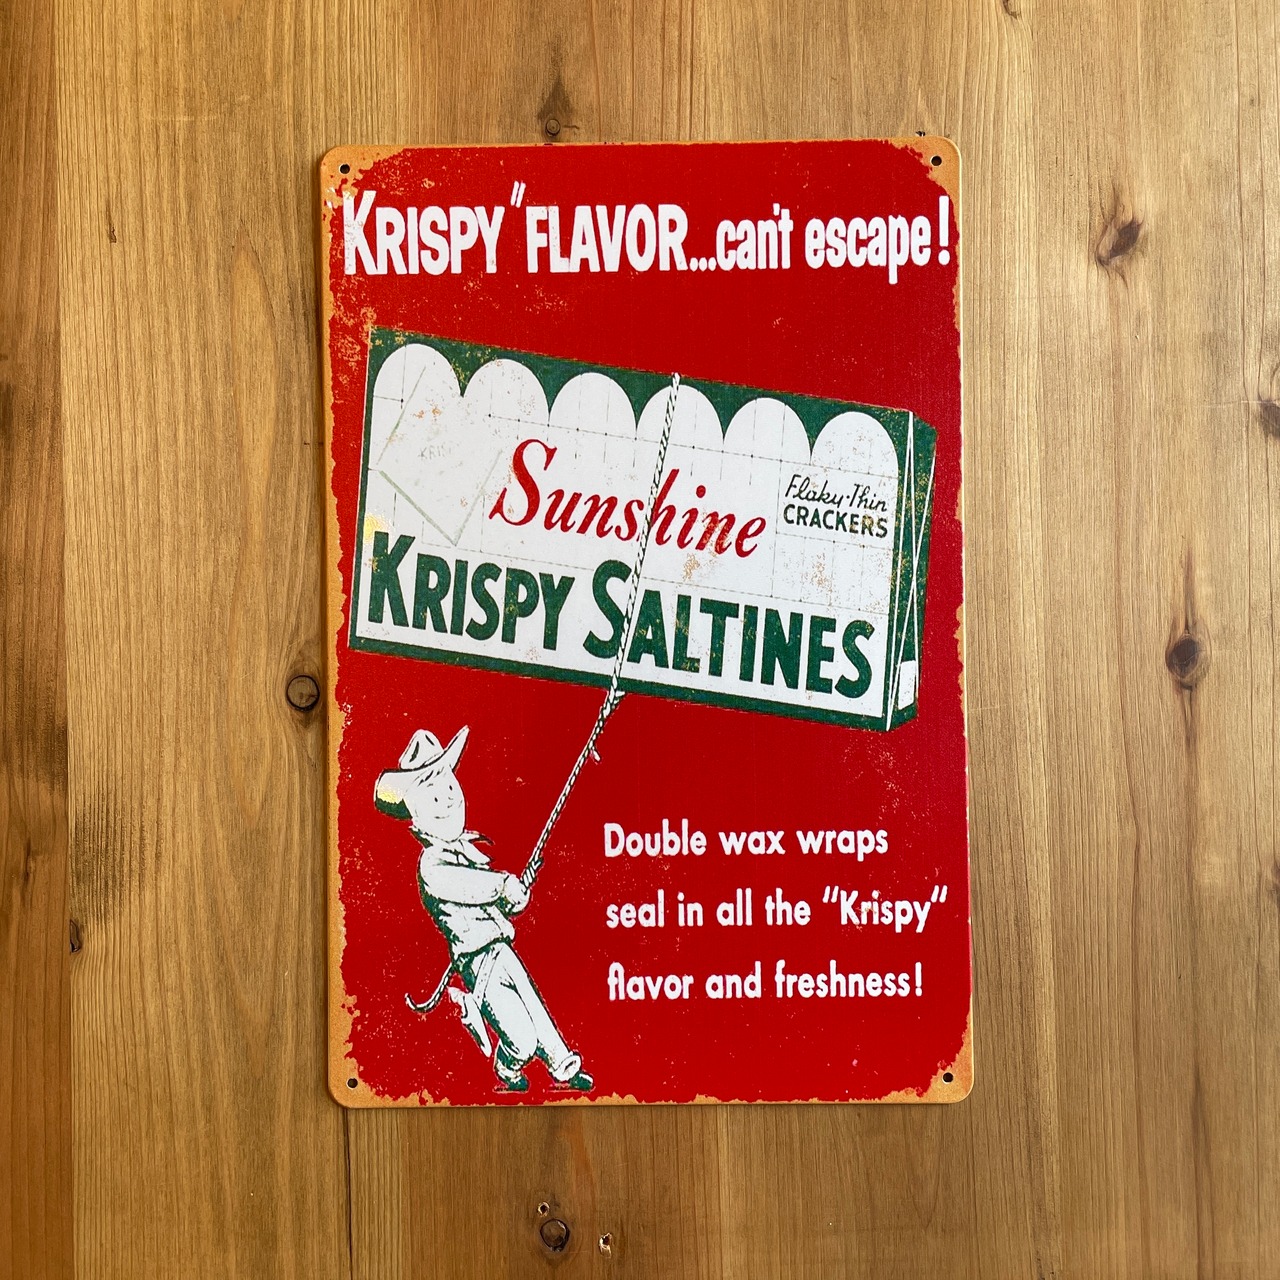 "KRISPY" FLAVOR...can't escape!
Sunshine
Flaky-Thin
CRACKERS
KRISPY SALTINES
Double wax wraps
seal in all the "Krispy"
flavor and freshness!